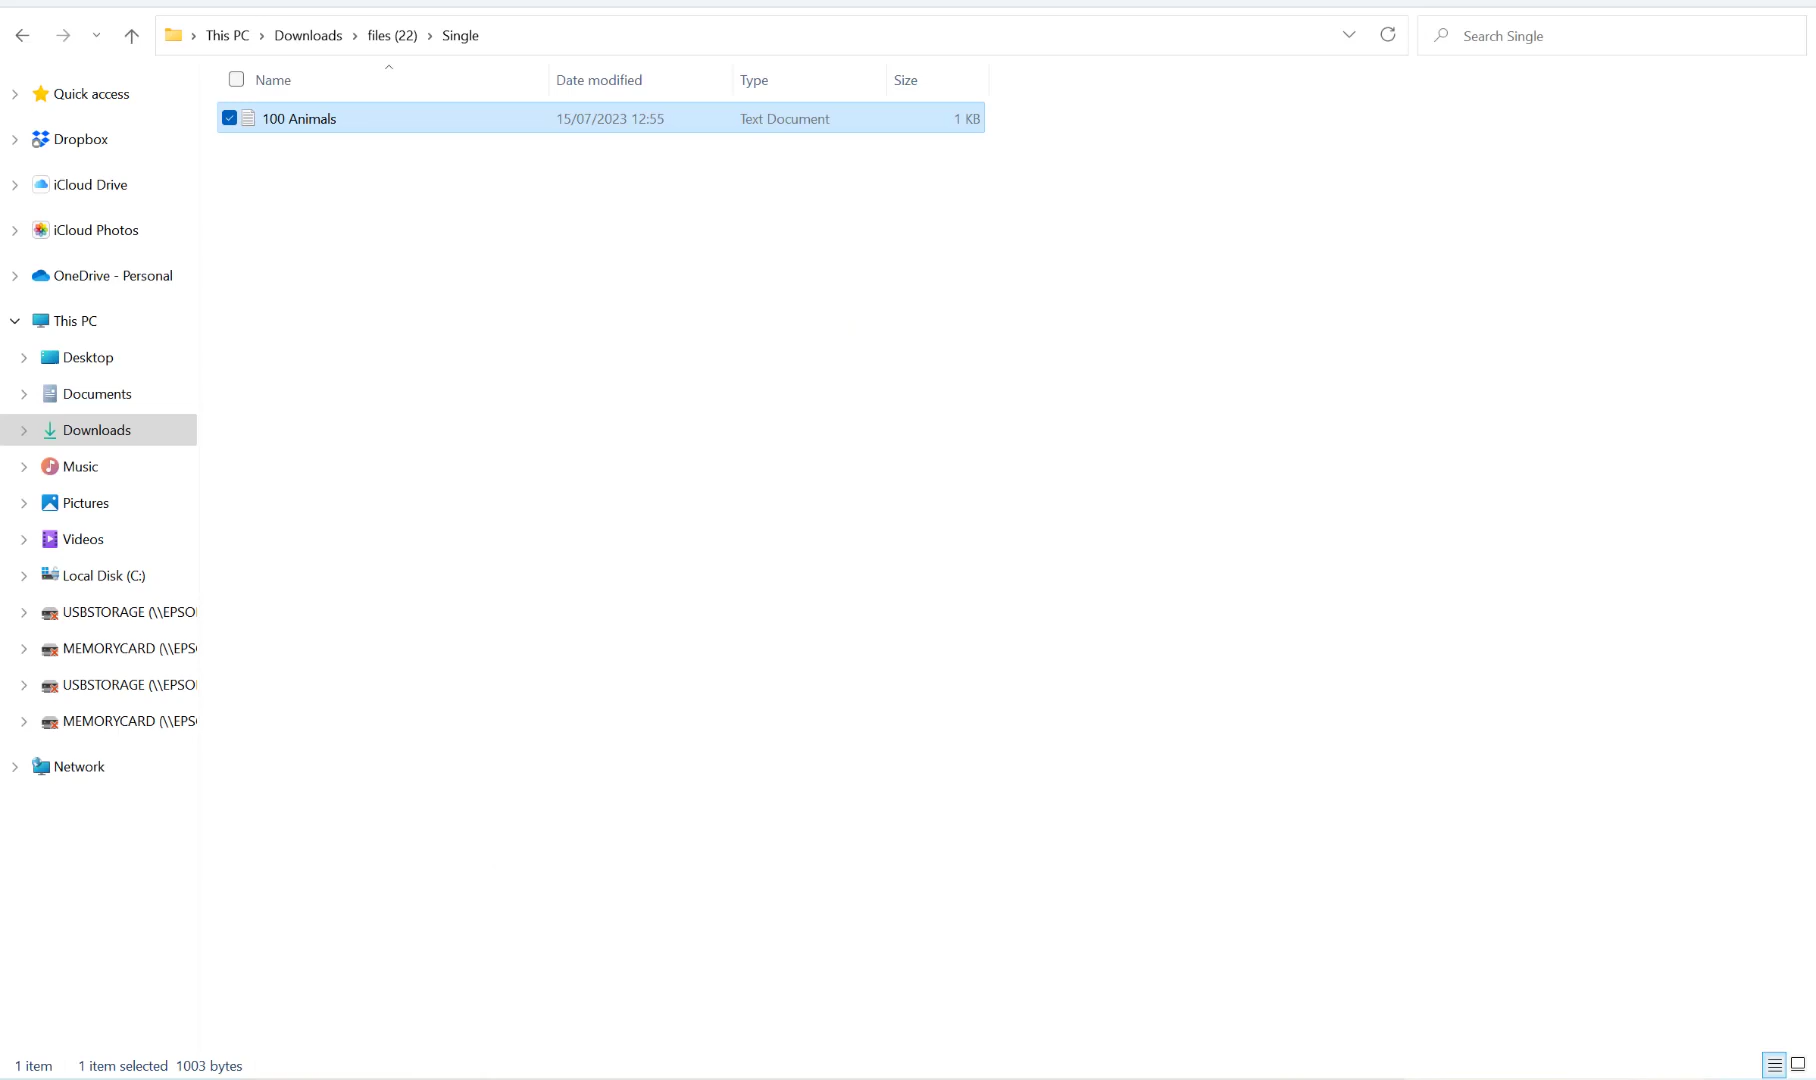 This PC > Downloads > files (22) > Single
Search Single
Name
Date modified
Type
Size
100 Animals
15/07/2023 12:55
Text Document
1 KB
Quick access
Dropbox
iCloud Drive
iCloud Photos
OneDrive - Personal
This PC
Desktop
Documents
Downloads
Music
Pictures
Videos
Local Disk (C:)
USBSTORAGE (\\EPSO
MEMORYCARD (\\EPS
USBSTORAGE (\\EPSO
MEMORYCARD (\\EPS
Network
1 item
1 item selected 1003 bytes